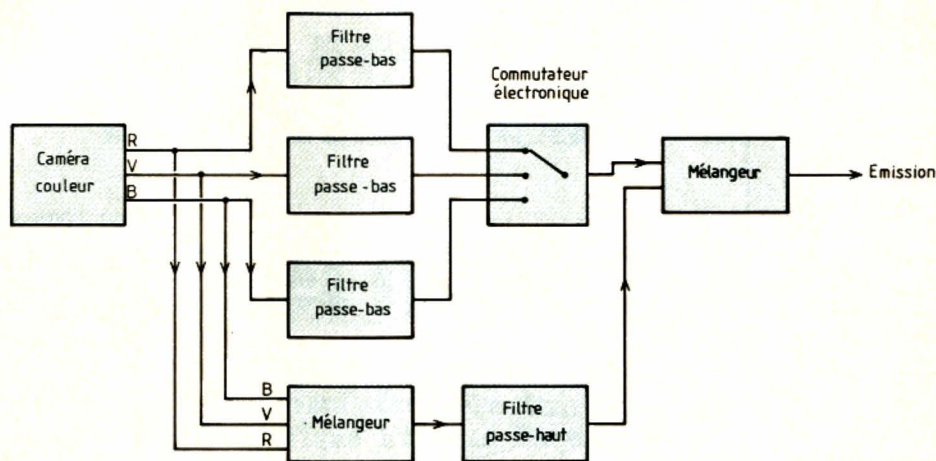 Filtre
passe-bas
Commutateur
électronique
Caméra
couleur
R
V
B
Filtre
passe-bas
Mélangeur
Emission
Filtre
passe-bas
B
V
R
Mélangeur
Filtre
passe-haut